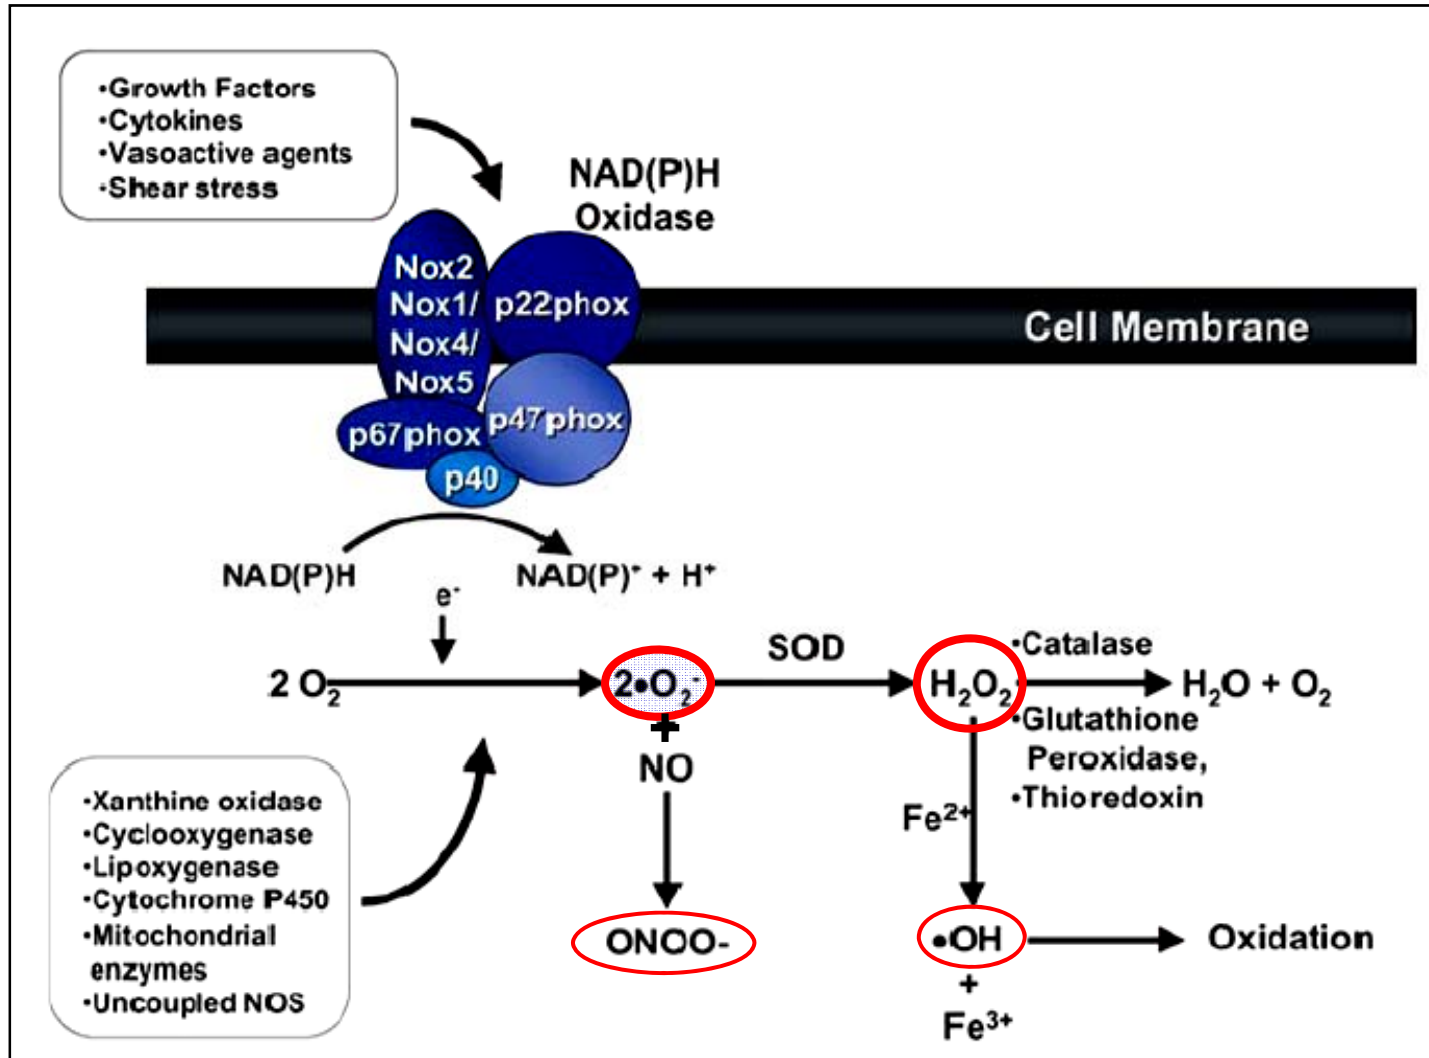 •Growth Factors
•Cytokines
•Vasoactive agents
•Shear stress
NAD(P)H
Oxidase
Nox2
Nox1/
Nox4/
Nox5
p22phox
Cell Membrane
p67phox
p47phox
p40
NAD(P)H
NAD(P)⁺ + H⁺
e⁻
2 O₂
2•O₂⁻
SOD
H₂O₂
•Catalase
H₂O + O₂
•Glutathione
Peroxidase,
•Thioredoxin
+
NO
Fe²⁺
•Xanthine oxidase
•Cyclooxygenase
•Lipoxygenase
•Cytochrome P450
•Mitochondrial
enzymes
•Uncoupled NOS
ONOO-
•OH
Oxidation
+
Fe³⁺